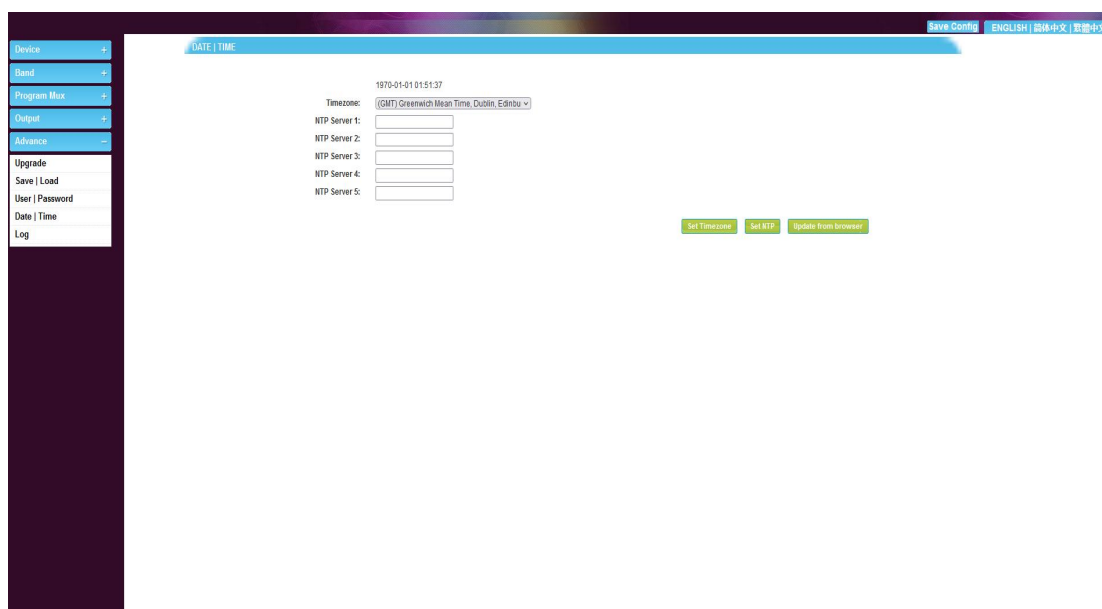 Save Config ENGLISH | 简体中文 | 繁體中文
Device +
Band +
Program Mux +
Output +
Advance −
Upgrade
Save | Load
User | Password
Date | Time
Log
DATE | TIME
1970-01-01 01:51:37
Timezone: (GMT) Greenwich Mean Time, Dublin, Edinbu
NTP Server 1:
NTP Server 2:
NTP Server 3:
NTP Server 4:
NTP Server 5:
Set Timezone Set NTP Update from browser